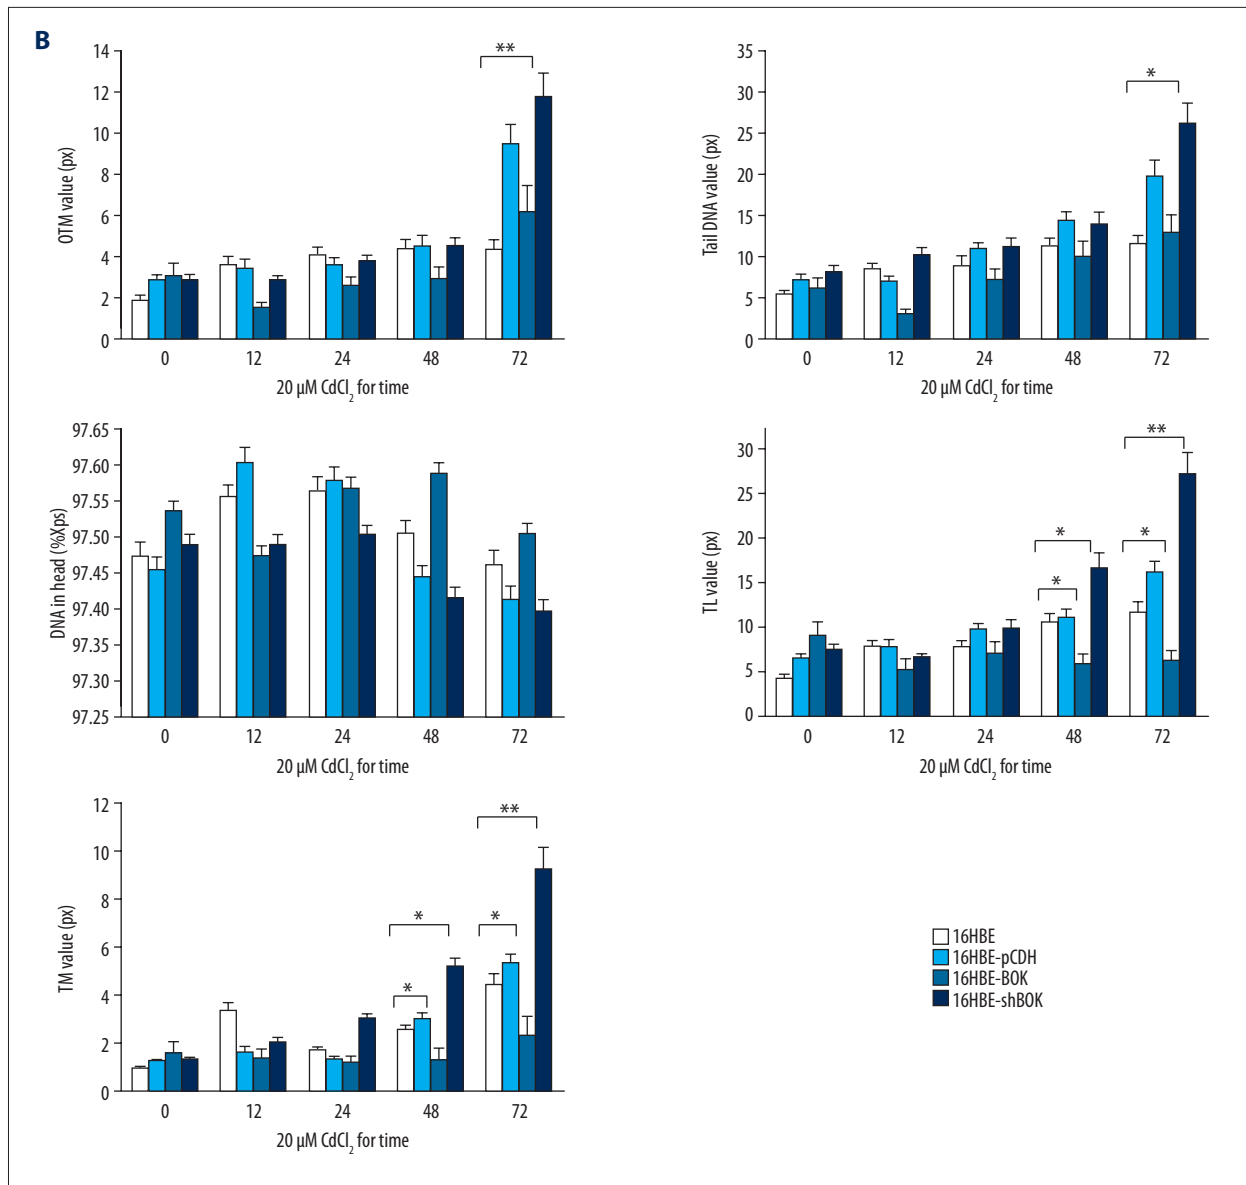 B
OTM value (px)
14
12
10
8
6
4
2
0
**
0 12 24 48 72
20 µM CdCl2 for time
Tail DNA value (px)
35
30
25
20
15
10
5
0
*
0 12 24 48 72
20 µM CdCl2 for time
DNA in head (%Xps)
97.65
97.60
97.55
97.50
97.45
97.40
97.35
97.30
97.25
0 12 24 48 72
20 µM CdCl2 for time
TL value (px)
30
25
20
15
10
5
0
**
* *
*
0 12 24 48 72
20 µM CdCl2 for time
TM value (px)
12
10
8
6
4
2
0
**
* *
*
0 12 24 48 72
20 µM CdCl2 for time
16HBE
16HBE-pCDH
16HBE-BOK
16HBE-shBOK